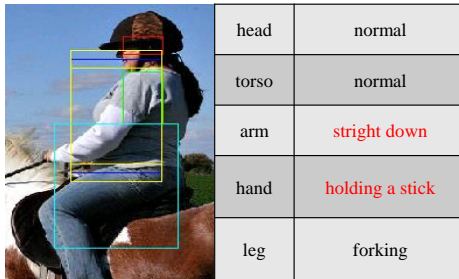 head normal
torso normal
arm stright down
hand holding a stick
leg forking